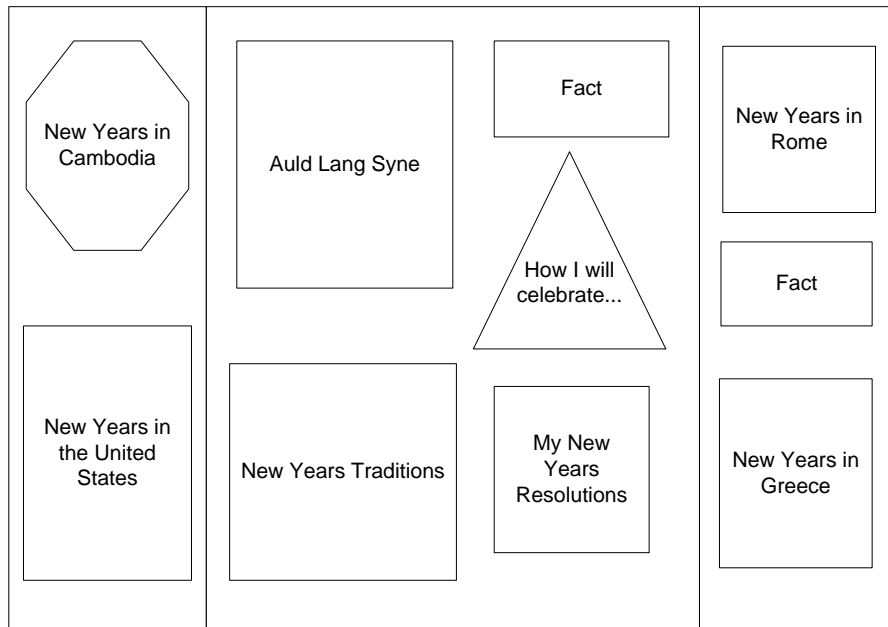 New Years in
Cambodia
New Years in
the United
States
Auld Lang Syne
New Years Traditions
Fact
How I will
celebrate...
My New
Years
Resolutions
New Years in
Rome
Fact
New Years in
Greece